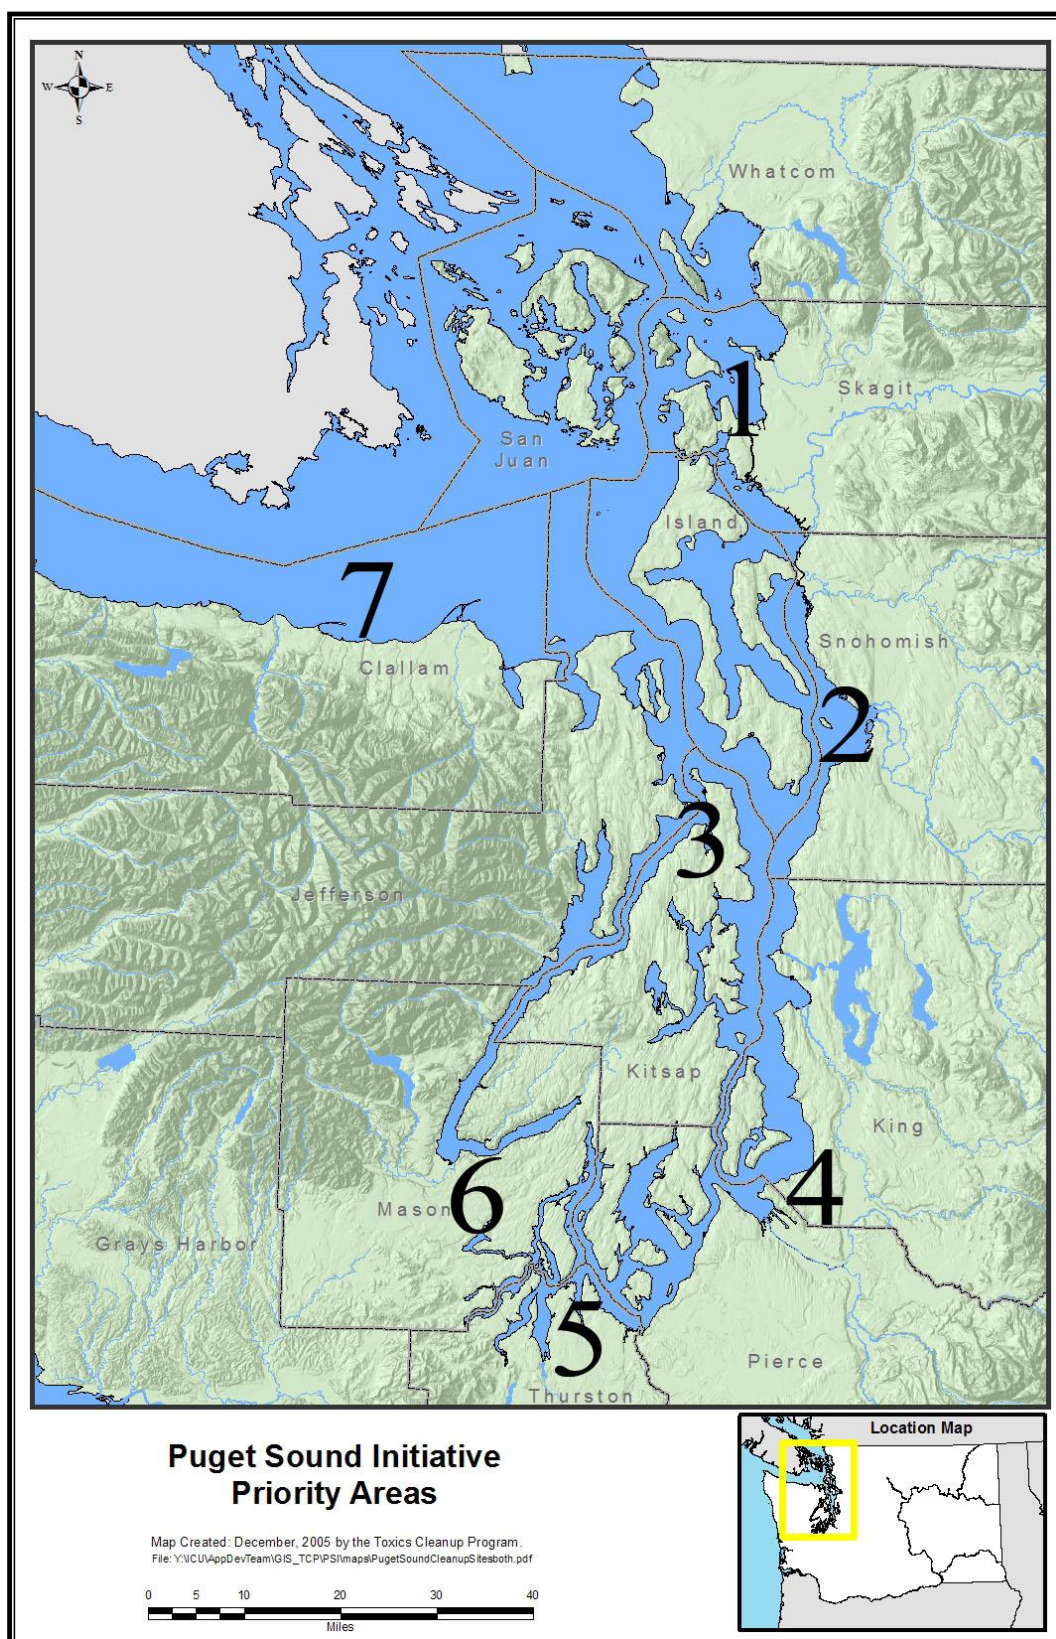 N
W E
S
Whatcom
1
Skagit
San
Juan
Island
7
Clallam
Snohomish
2
3
Jefferson
Kitsap
King
6
4
Mason
Grays Harbor
5
Pierce
Thurston
Puget Sound Initiative
Priority Areas
Map Created: December, 2005 by the Toxics Cleanup Program.
File: Y:\ICU\AppDevTeam\GIS_TCP\PSI\maps\PugetSoundCleanupSitesboth.pdf
0 5 10 20 30 40
Miles
Location Map